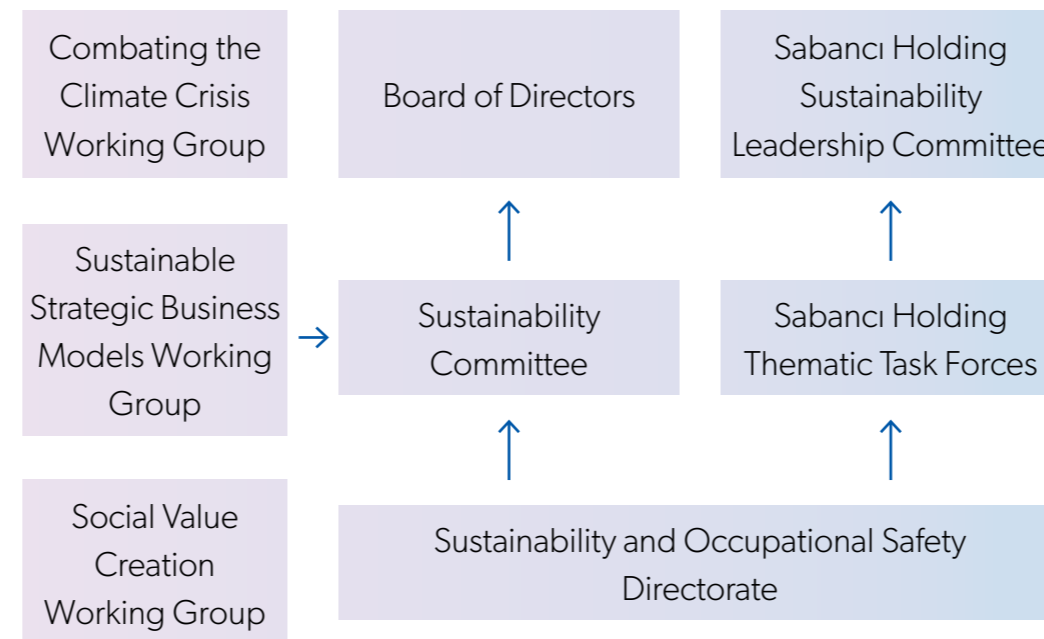 Combating the
Climate Crisis
Working Group
Board of Directors
Sabancı Holding
Sustainability
Leadership Committee
Sustainable
Strategic Business
Models Working
Group
Sustainability
Committee
Sabancı Holding
Thematic Task Forces
Social Value
Creation
Working Group
Sustainability and Occupational Safety
Directorate